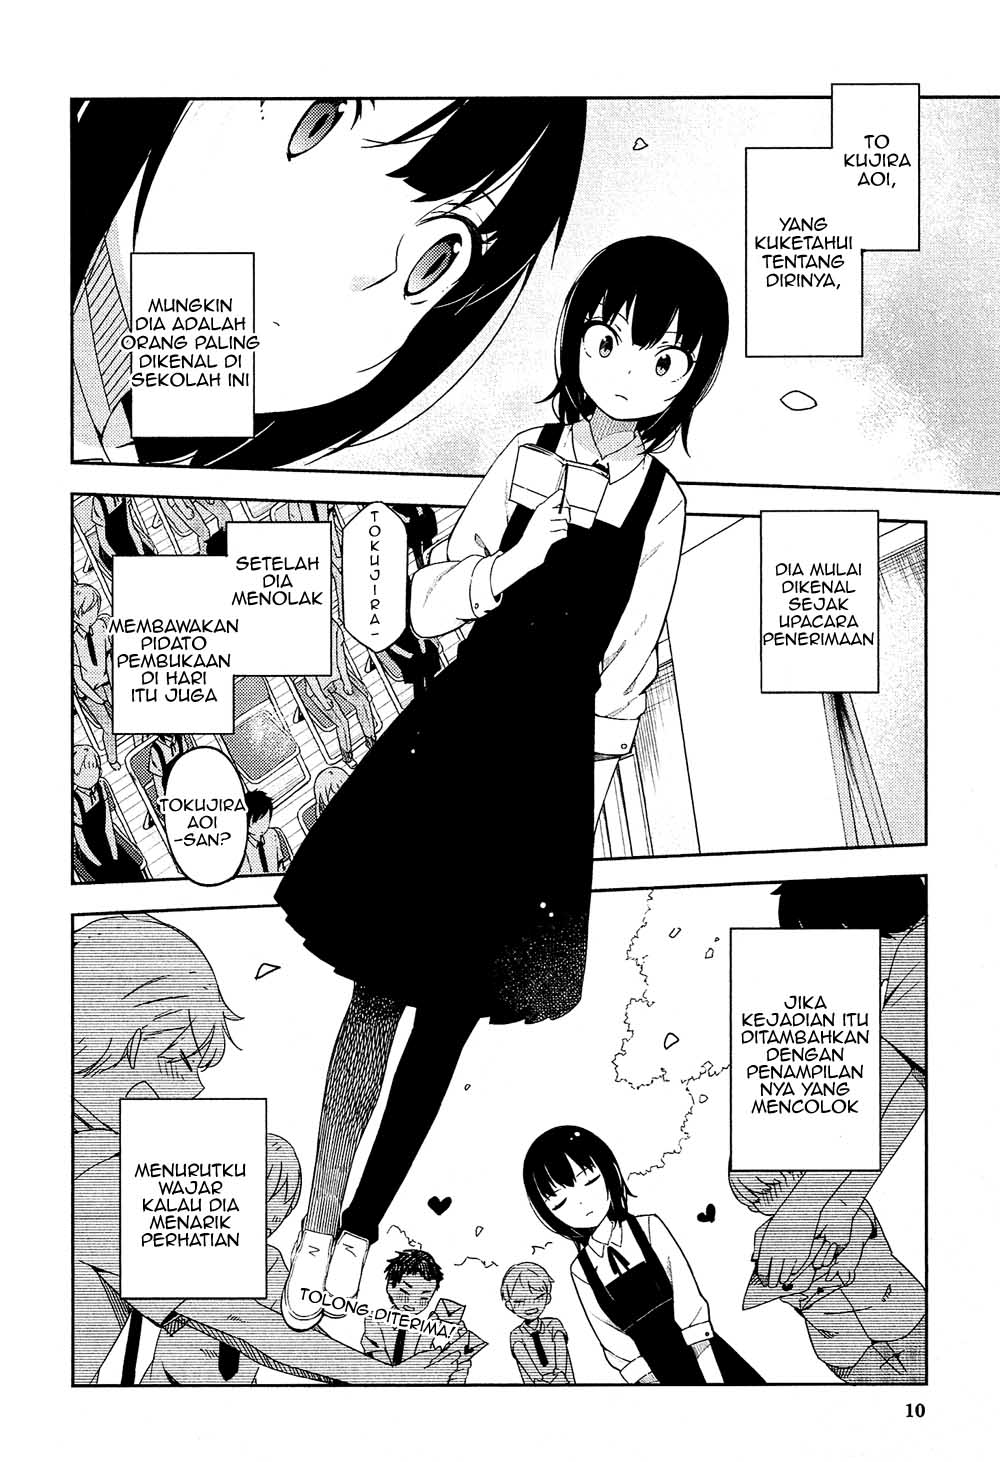 TO
KUJIRA
AOI,
YANG
KUKETAHUI
TENTANG
DIRINYA,
MUNGKIN
DIA ADALAH
ORANG PALING
DIKENAL DI
SEKOLAH INI
DIA MULAI
DIKENAL
SEJAK
UPACARA
PENERIMAAN
TOKUJIRA-
SETELAH
DIA
MENOLAK
MEMBAWAKAN
PIDATO
PEMBUKAAN
DI HARI
ITU JUGA
TOKUJIRA
AOI
-SAN?
JIKA
KEJADIAN ITU
DITAMBAHKAN
DENGAN
PENAMPILAN
NYA YANG
MENCOLOK
MENURUTKU
WAJAR
KALAU DIA
MENARIK
PERHATIAN
TOLONG DITERIMA!
10